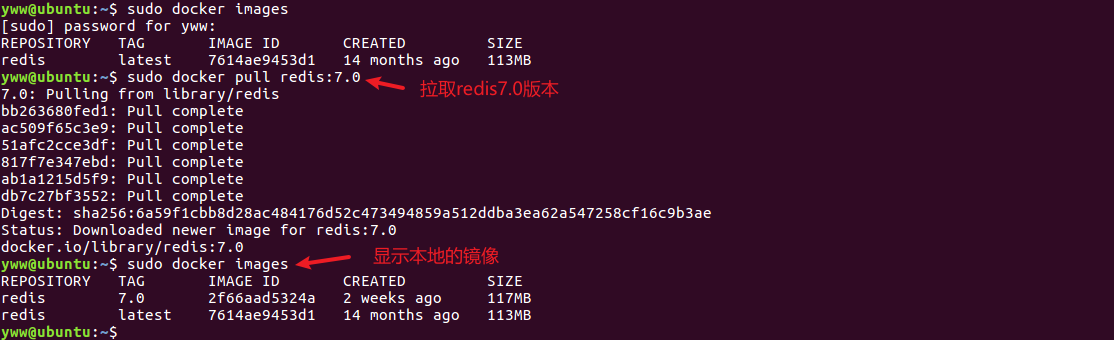 yww@ubuntu:~$ sudo docker images
[sudo] password for yww:
REPOSITORY   TAG       IMAGE ID       CREATED         SIZE
redis        latest    7614ae9453d1   14 months ago   113MB
yww@ubuntu:~$ sudo docker pull redis:7.0
拉取redis7.0版本
7.0: Pulling from library/redis
bb263680fed1: Pull complete
ac509f65c3e9: Pull complete
51afc2cce3df: Pull complete
817f7e347ebd: Pull complete
ab1a1215d5f9: Pull complete
db7c27bf3552: Pull complete
Digest: sha256:6a59f1cbb8d28ac484176d52c473494859a512ddba3ea62a547258cf16c9b3ae
Status: Downloaded newer image for redis:7.0
docker.io/library/redis:7.0
yww@ubuntu:~$ sudo docker images
显示本地的镜像
REPOSITORY   TAG       IMAGE ID       CREATED         SIZE
redis        7.0       2f66aad5324a   2 weeks ago     117MB
redis        latest    7614ae9453d1   14 months ago   113MB
yww@ubuntu:~$